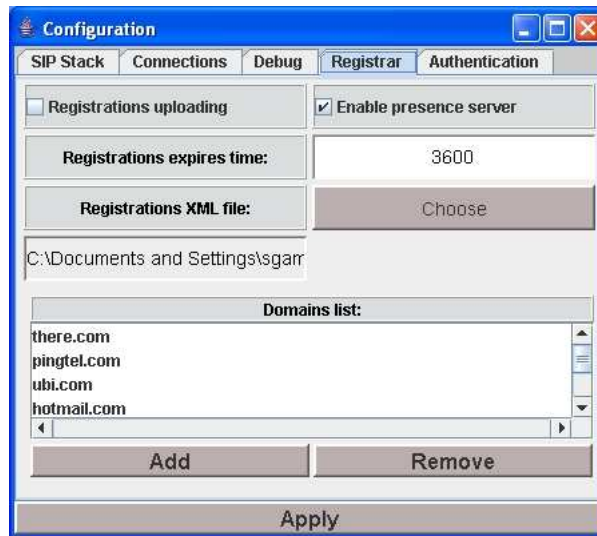 Configuration
SIP Stack Connections Debug Registrar Authentication
Registrations uploading Enable presence server
Registrations expires time: 3600
Registrations XML file: Choose
C:\Documents and Settings\sgam
Domains list:
there.com
pingtel.com
ubi.com
hotmail.com
Add Remove
Apply